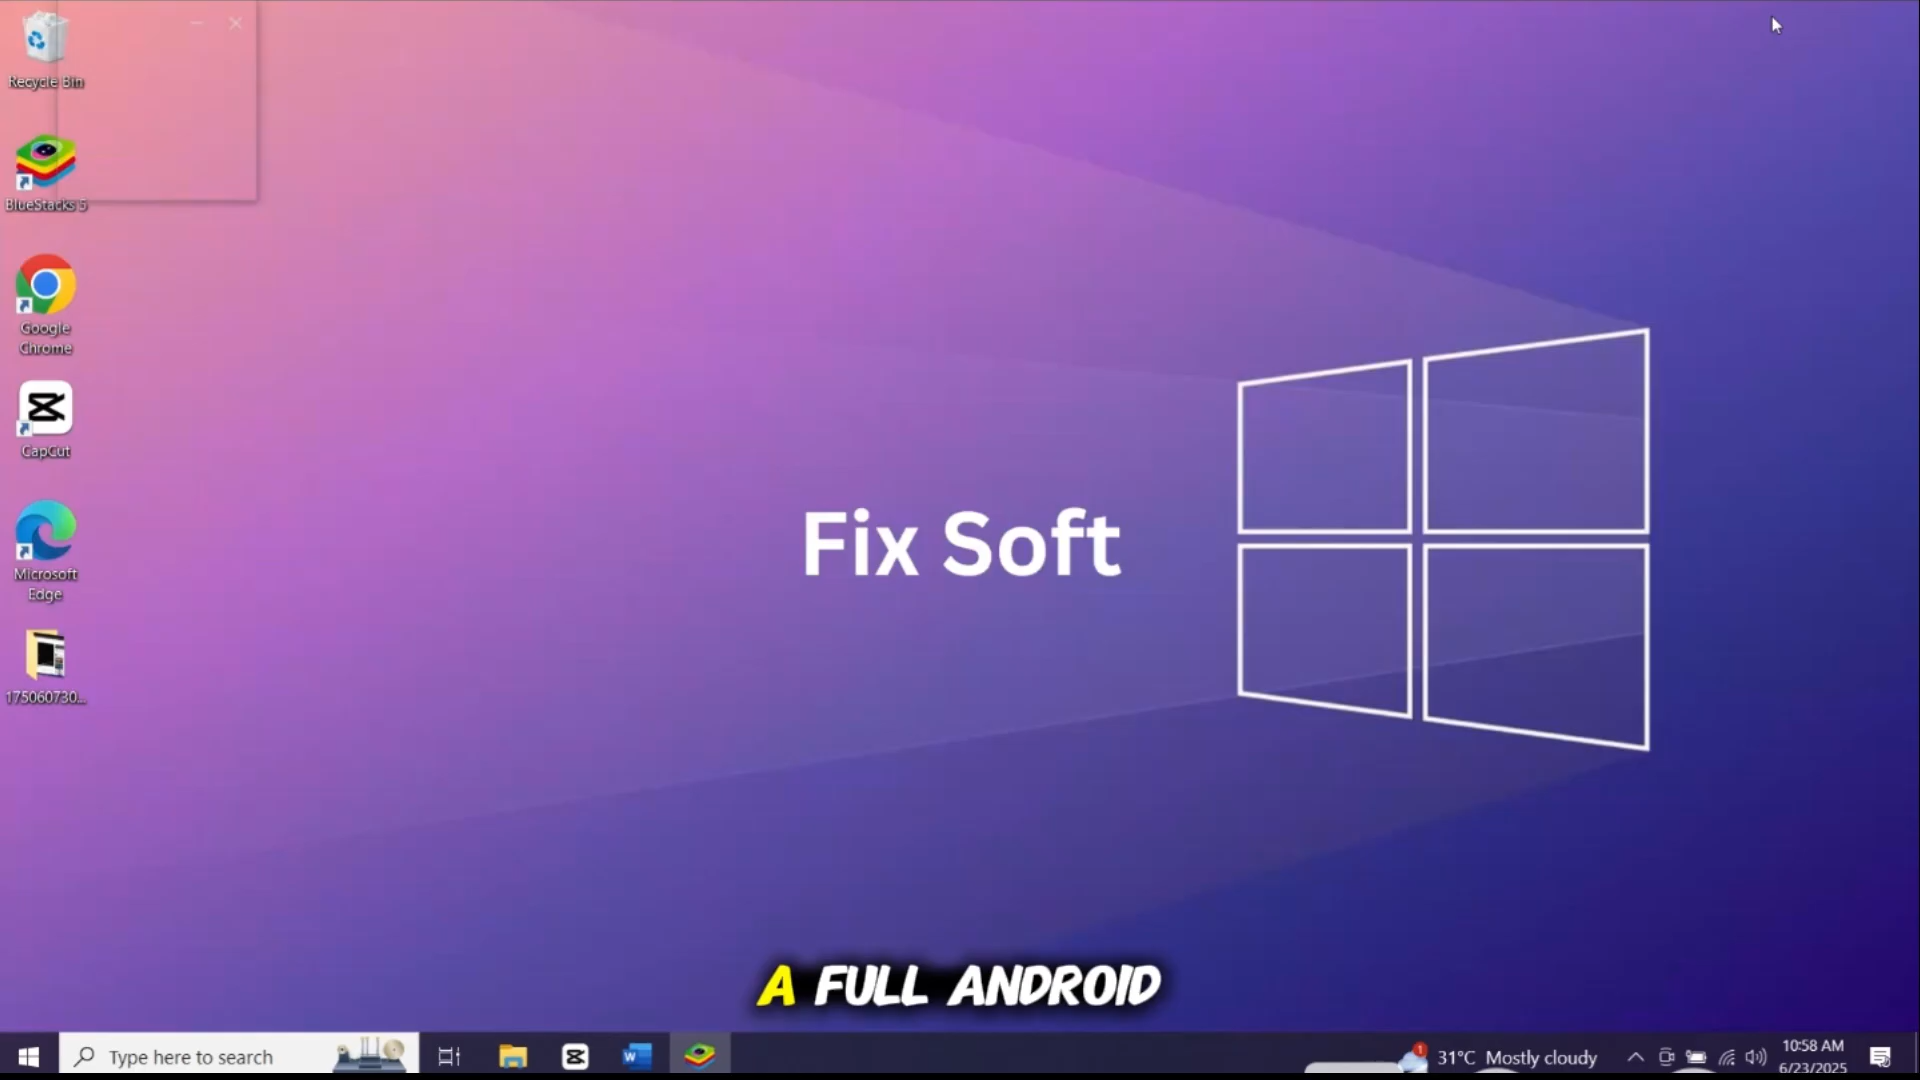 Recycle Bin
BlueStacks 5
Google
Chrome
CapCut
Microsoft
Edge
175060730...
Fix Soft
A FULL ANDROID
Type here to search
W
1
31°C Mostly cloudy
10:58 AM
6/23/2025